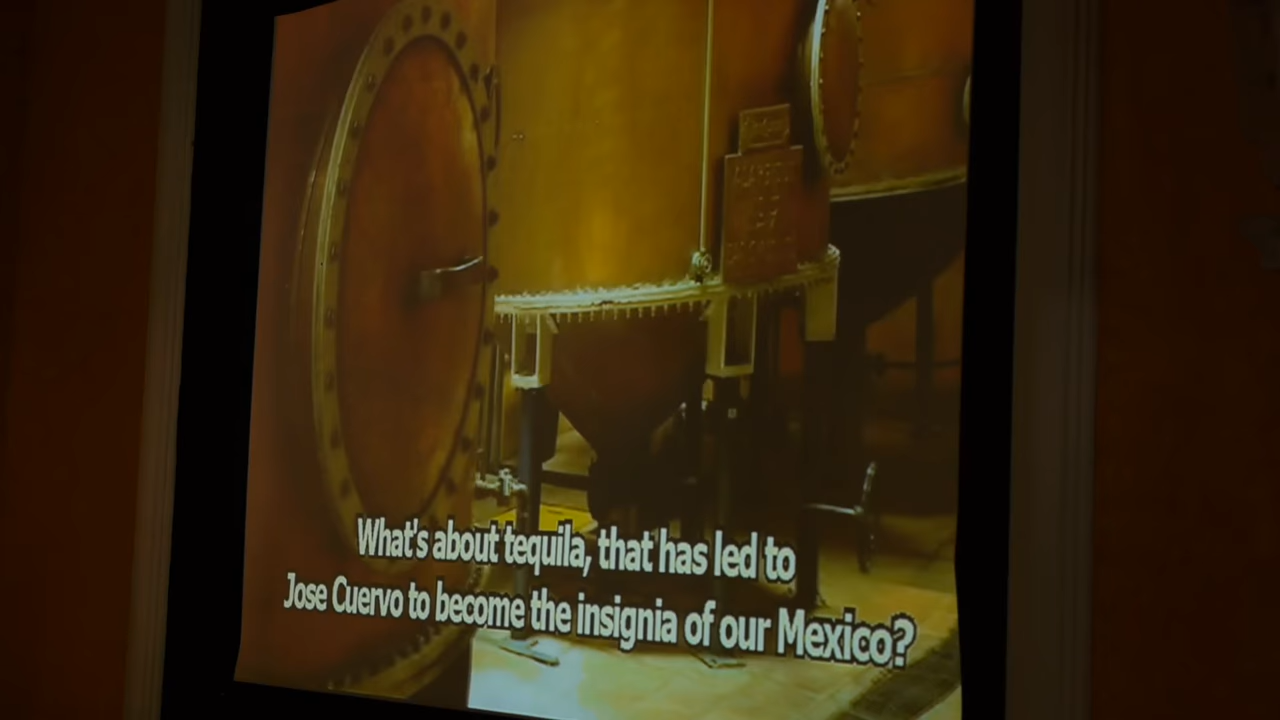 What's about tequila, that has led to
Jose Cuervo to become the insignia of our Mexico?